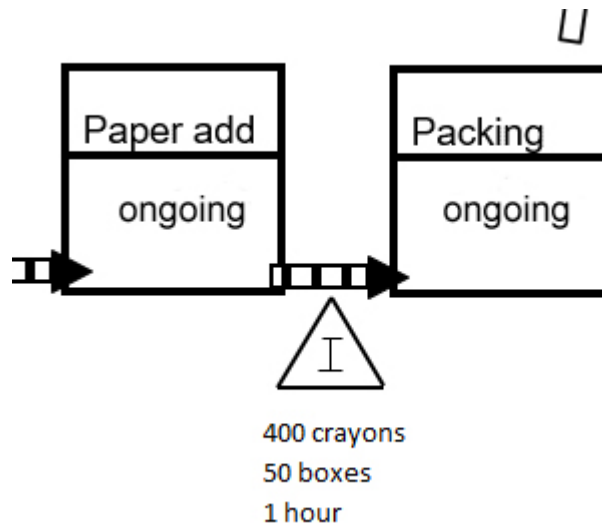 Paper add
Packing
ongoing
ongoing
I
400 crayons
50 boxes
1 hour